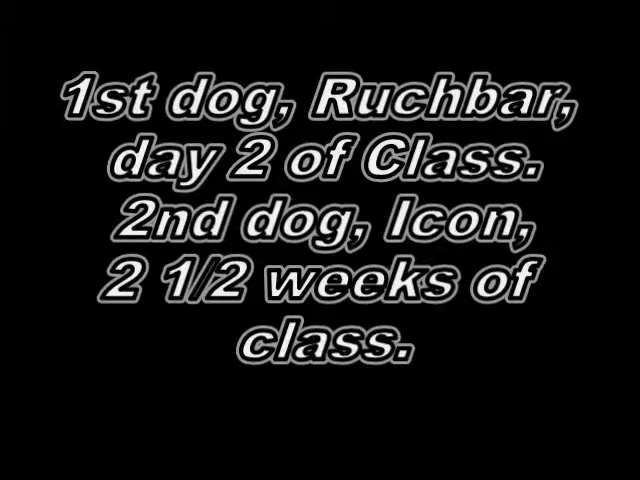 1st dog, Ruchbar,
day 2 of Class.
2nd dog, Icon,
2 1/2 weeks of
class.